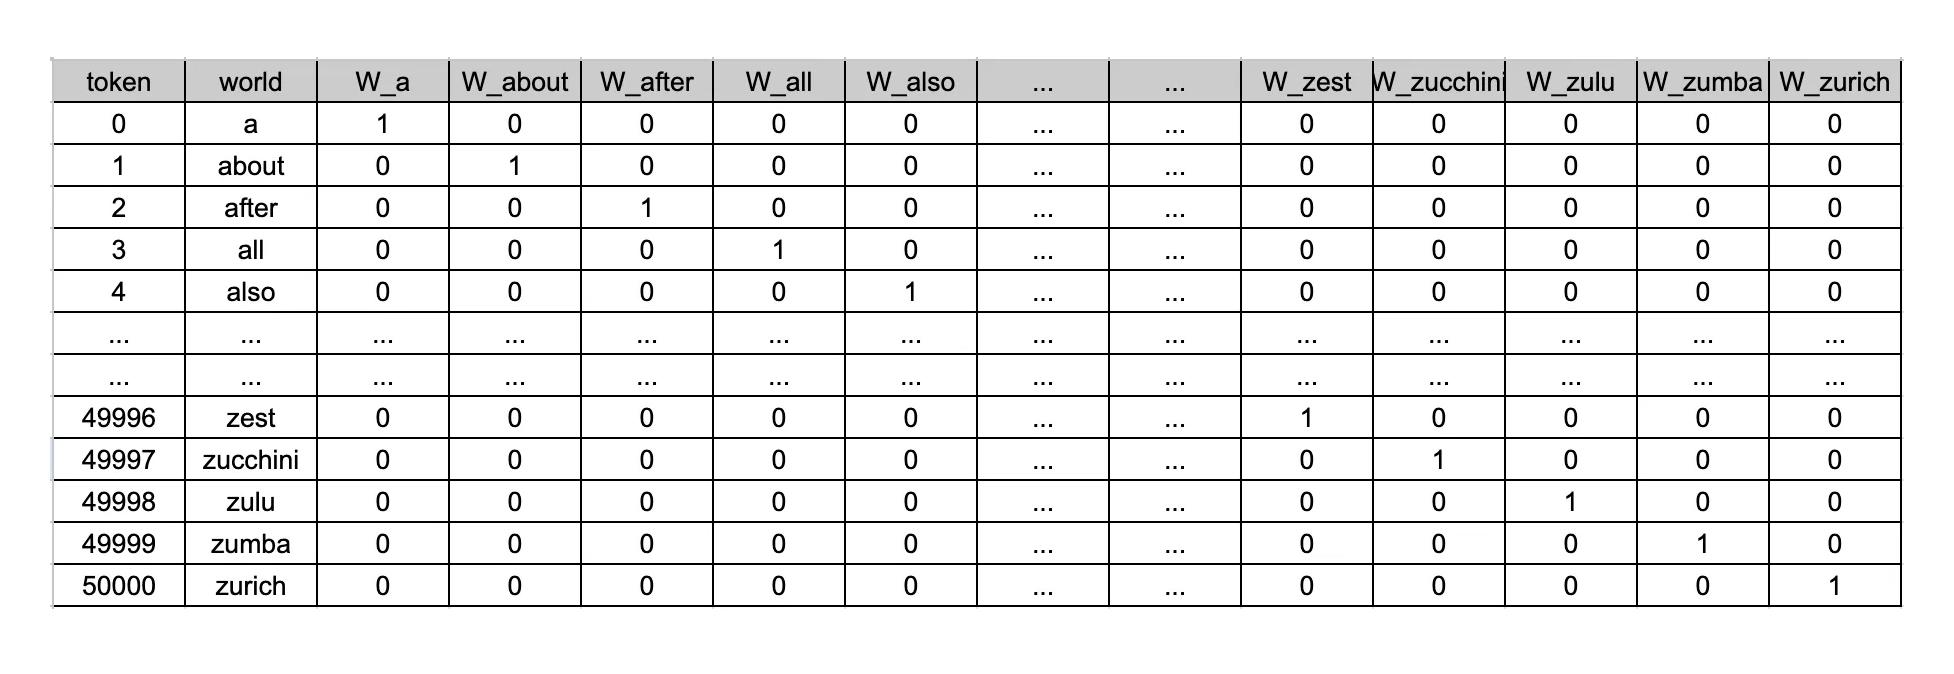 token world W_a W_about W_after W_all W_also ... ... W_zest W_zucchini W_zulu W_zumba W_zurich
0 a 1 0 0 0 0 ... ... 0 0 0 0 0
1 about 0 1 0 0 0 ... ... 0 0 0 0 0
2 after 0 0 1 0 0 ... ... 0 0 0 0 0
3 all 0 0 0 1 0 ... ... 0 0 0 0 0
4 also 0 0 0 0 1 ... ... 0 0 0 0 0
... ... ... ... ... ... ... ... ... ... ... ... ... ...
... ... ... ... ... ... ... ... ... ... ... ... ... ...
49996 zest 0 0 0 0 0 ... ... 1 0 0 0 0
49997 zucchini 0 0 0 0 0 ... ... 0 1 0 0 0
49998 zulu 0 0 0 0 0 ... ... 0 0 1 0 0
49999 zumba 0 0 0 0 0 ... ... 0 0 0 1 0
50000 zurich 0 0 0 0 0 ... ... 0 0 0 0 1